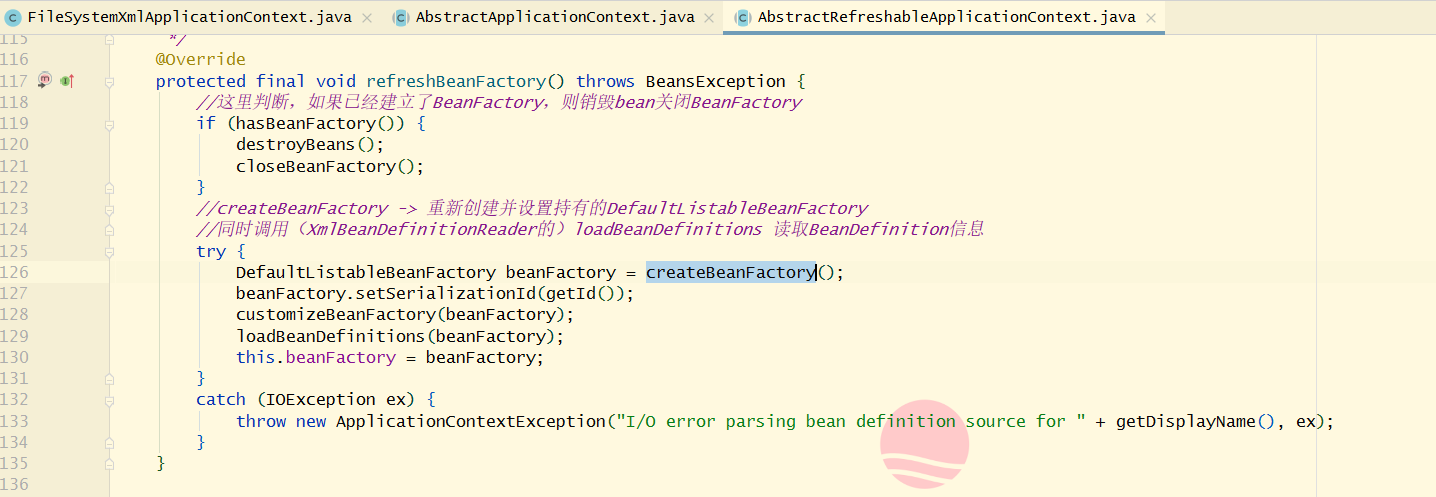 FileSystemXmlApplicationContext.java AbstractApplicationContext.java AbstractRefreshableApplicationContext.java
115 */
116 @Override
117 protected final void refreshBeanFactory() throws BeansException {
118 //这里判断，如果已经建立了BeanFactory，则销毁bean关闭BeanFactory
119 if (hasBeanFactory()) {
120 destroyBeans();
121 closeBeanFactory();
122 }
123 //createBeanFactory -> 重新创建并设置持有的DefaultListableBeanFactory
124 //同时调用（XmlBeanDefinitionReader的）loadBeanDefinitions 读取BeanDefinition信息
125 try {
126 DefaultListableBeanFactory beanFactory = createBeanFactory();
127 beanFactory.setSerializationId(getId());
128 customizeBeanFactory(beanFactory);
129 loadBeanDefinitions(beanFactory);
130 this.beanFactory = beanFactory;
131 }
132 catch (IOException ex) {
133 throw new ApplicationContextException("I/O error parsing bean definition source for " + getDisplayName(), ex);
134 }
135 }
136